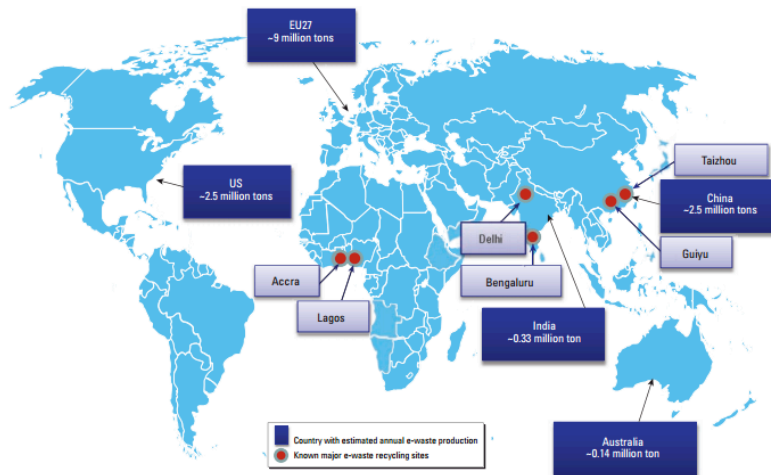 EU27
~9 million tons
US
~2.5 million tons
Taizhou
China
~2.5 million tons
Guiyu
Delhi
Bengaluru
Accra
Lagos
India
~0.33 million ton
Australia
~0.14 million ton
Country with estimated annual e-waste production
Known major e-waste recycling sites